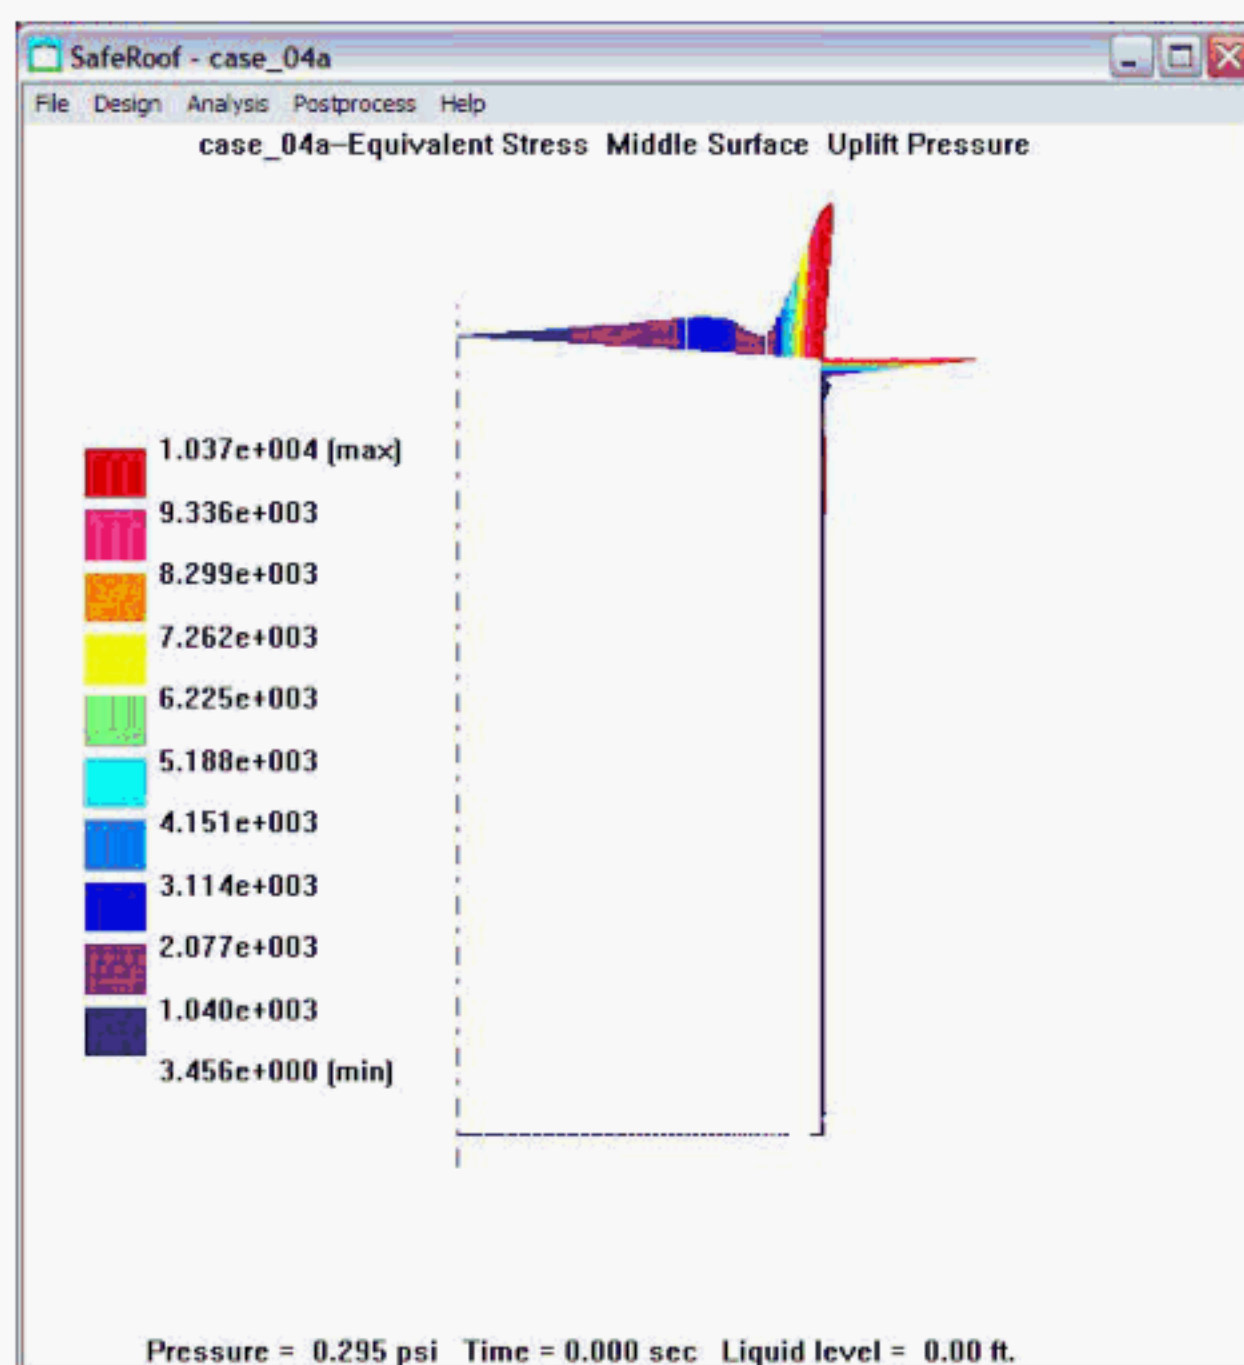 SafeRoof - case_04a
File Design Analysis Postprocess Help
case_04a-Equivalent Stress Middle Surface Uplift Pressure
1.037e+004 (max)
9.336e+003
8.299e+003
7.262e+003
6.225e+003
5.188e+003
4.151e+003
3.114e+003
2.077e+003
1.040e+003
3.456e+000 (min)
Pressure = 0.295 psi Time = 0.000 sec Liquid level = 0.00 ft.